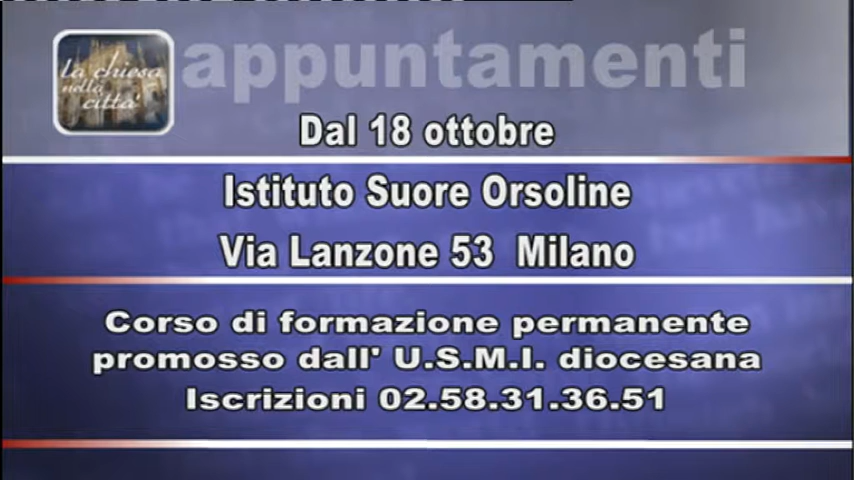 la chiesa
nella
città
appuntamenti
Dal 18 ottobre
Istituto Suore Orsoline
Via Lanzone 53 Milano
Corso di formazione permanente
promosso dall' U.S.M.I. diocesana
Iscrizioni 02.58.31.36.51